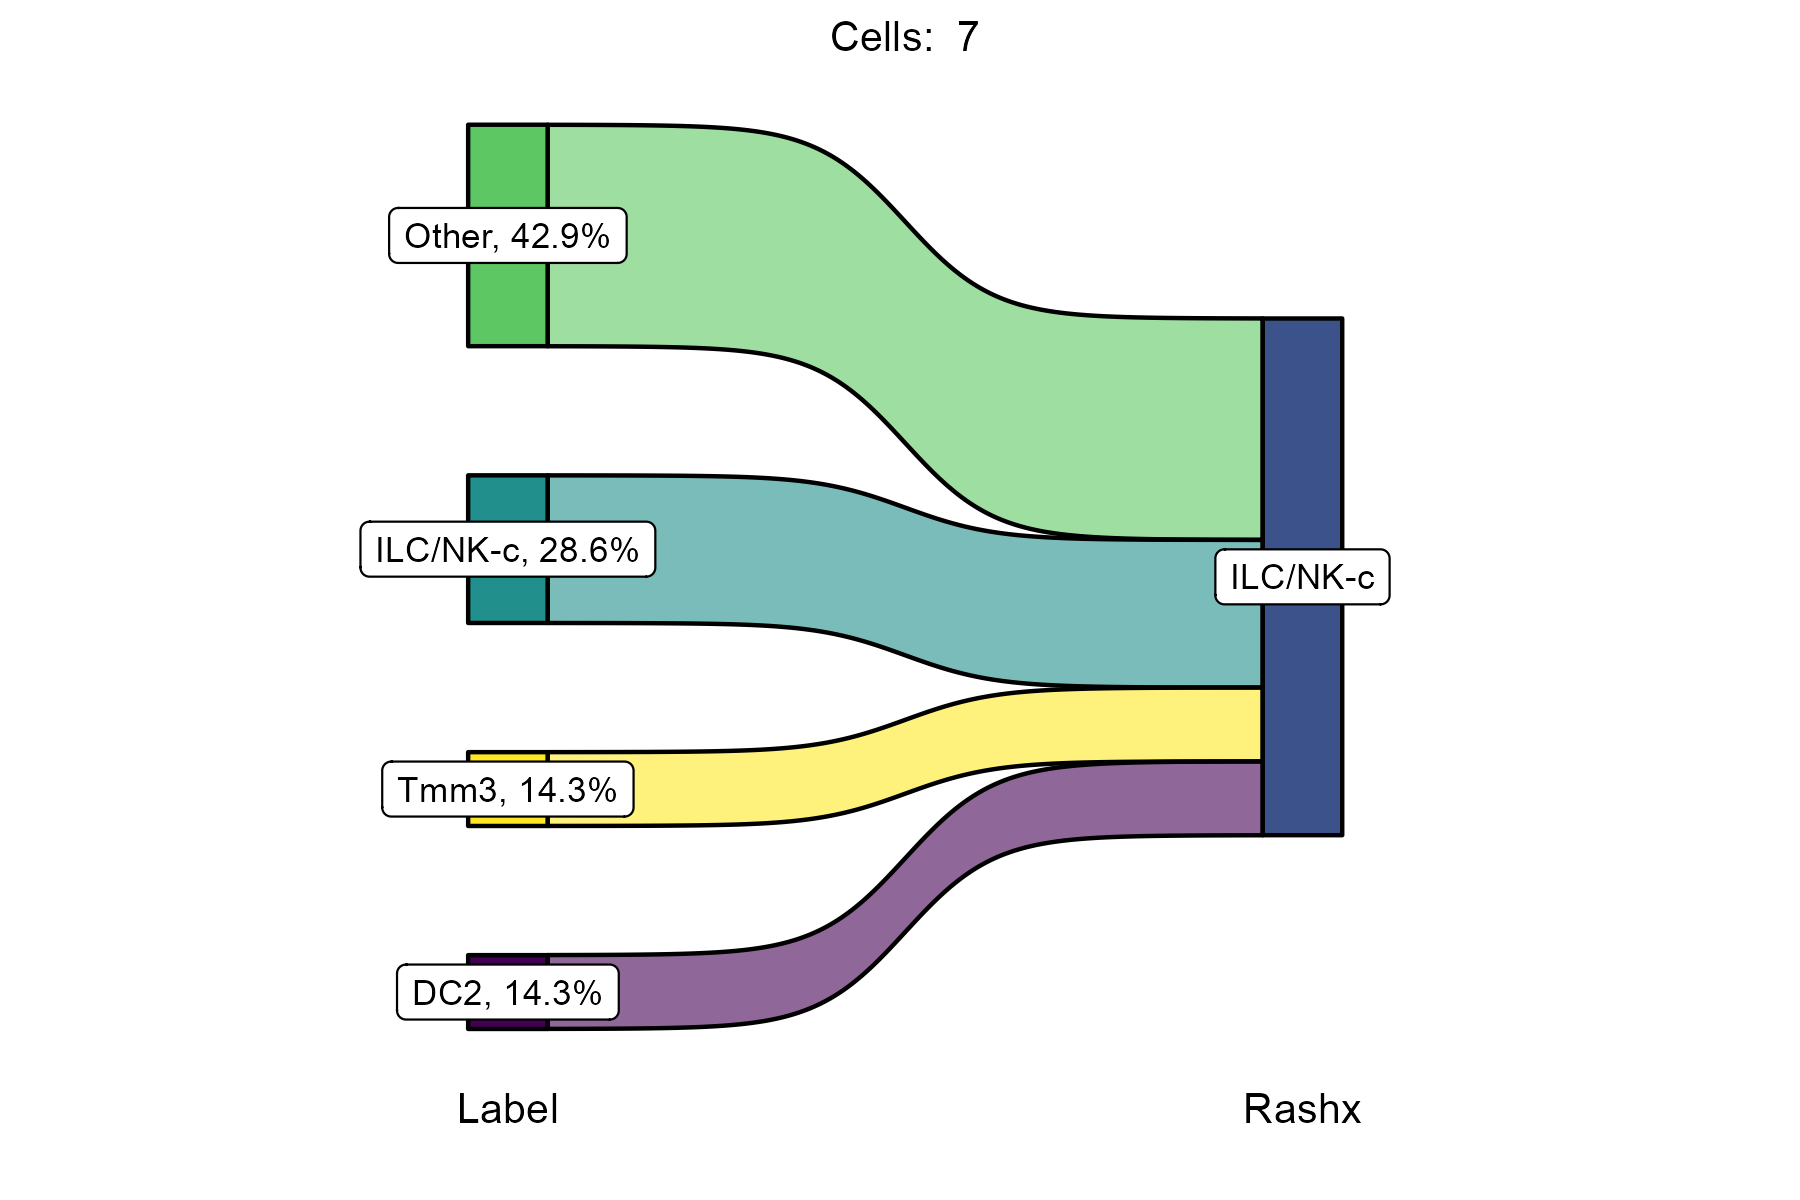 Cells:  7
Other, 42.9%
ILC/NK-c, 28.6%
ILC/NK-c
Tmm3, 14.3%
DC2, 14.3%
Label
Rashx